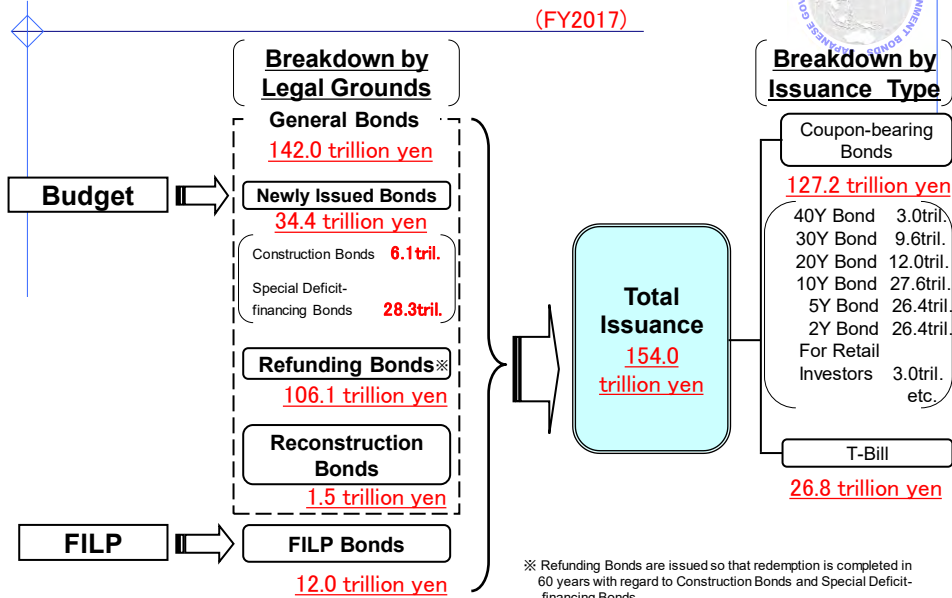 (FY2017)
JAPANESE GOVERNMENT BONDS
Breakdown by
Legal Grounds
General Bonds
142.0 trillion yen
Budget
Newly Issued Bonds
34.4 trillion yen
Construction Bonds 6.1tril.
Special Deficit-
financing Bonds 28.3tril.
Refunding Bonds※
106.1 trillion yen
Reconstruction
Bonds
1.5 trillion yen
FILP
FILP Bonds
12.0 trillion yen
Total
Issuance
154.0
trillion yen
Breakdown by
Issuance Type
Coupon-bearing
Bonds
127.2 trillion yen
40Y Bond 3.0tril.
30Y Bond 9.6tril.
20Y Bond 12.0tril.
10Y Bond 27.6tril.
5Y Bond 26.4tril.
2Y Bond 26.4tril.
For Retail
Investors 3.0tril.
etc.
T-Bill
26.8 trillion yen
※ Refunding Bonds are issued so that redemption is completed in
60 years with regard to Construction Bonds and Special Deficit-
financing Bonds